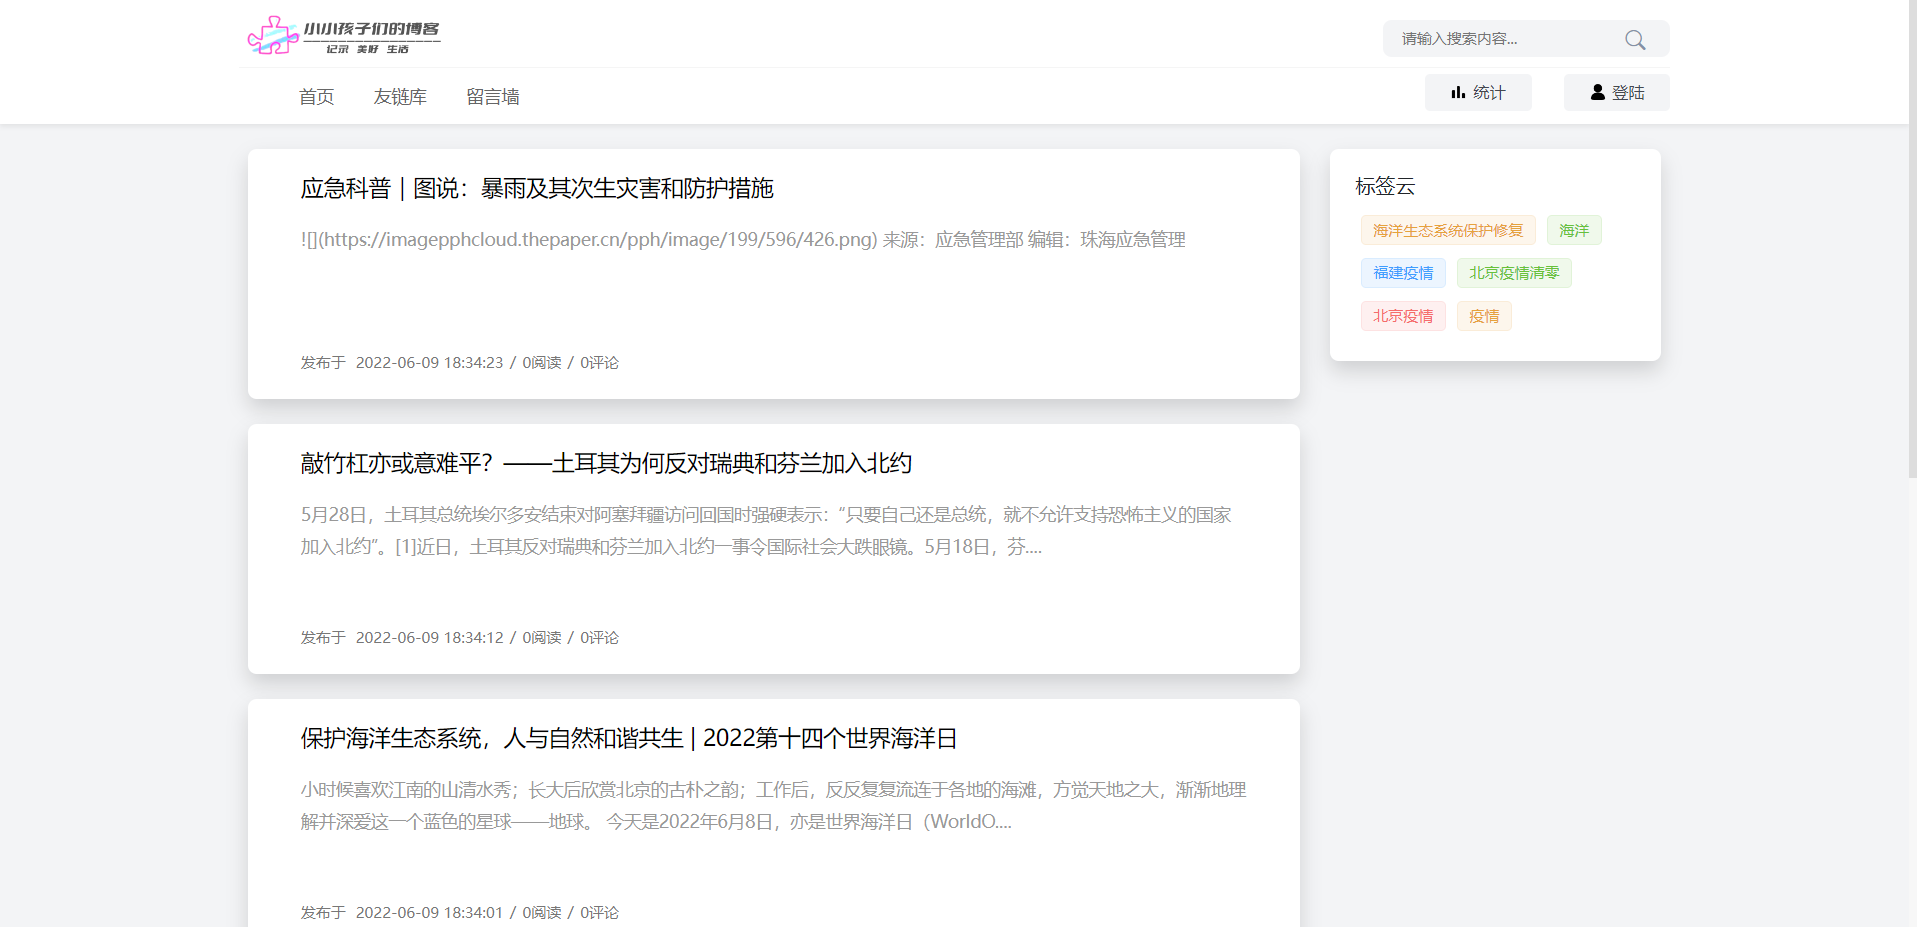 小小孩子们的博客
记录 美好 生活
请输入搜索内容...
首页 友链库 留言墙
统计 登陆
应急科普 | 图说：暴雨及其次生灾害和防护措施
![](https://imagepphcloud.thepaper.cn/pph/image/199/596/426.png) 来源：应急管理部 编辑：珠海应急管理
发布于 2022-06-09 18:34:23 / 0阅读 / 0评论
敲竹杠亦或意难平？——土耳其为何反对瑞典和芬兰加入北约
5月28日，土耳其总统埃尔多安结束对阿塞拜疆访问回国时强硬表示：“只要自己还是总统，就不允许支持恐怖主义的国家
加入北约”。[1]近日，土耳其反对瑞典和芬兰加入北约一事令国际社会大跌眼镜。5月18日，芬....
发布于 2022-06-09 18:34:12 / 0阅读 / 0评论
保护海洋生态系统，人与自然和谐共生 | 2022第十四个世界海洋日
小时候喜欢江南的山清水秀；长大后欣赏北京的古朴之韵；工作后，反反复复流连于各地的海滩，方觉天地之大，渐渐地理
解并深爱这一个蓝色的星球——地球。 今天是2022年6月8日，亦是世界海洋日（WorldO....
发布于 2022-06-09 18:34:01 / 0阅读 / 0评论
标签云
海洋生态系统保护修复 海洋
福建疫情 北京疫情清零
北京疫情 疫情